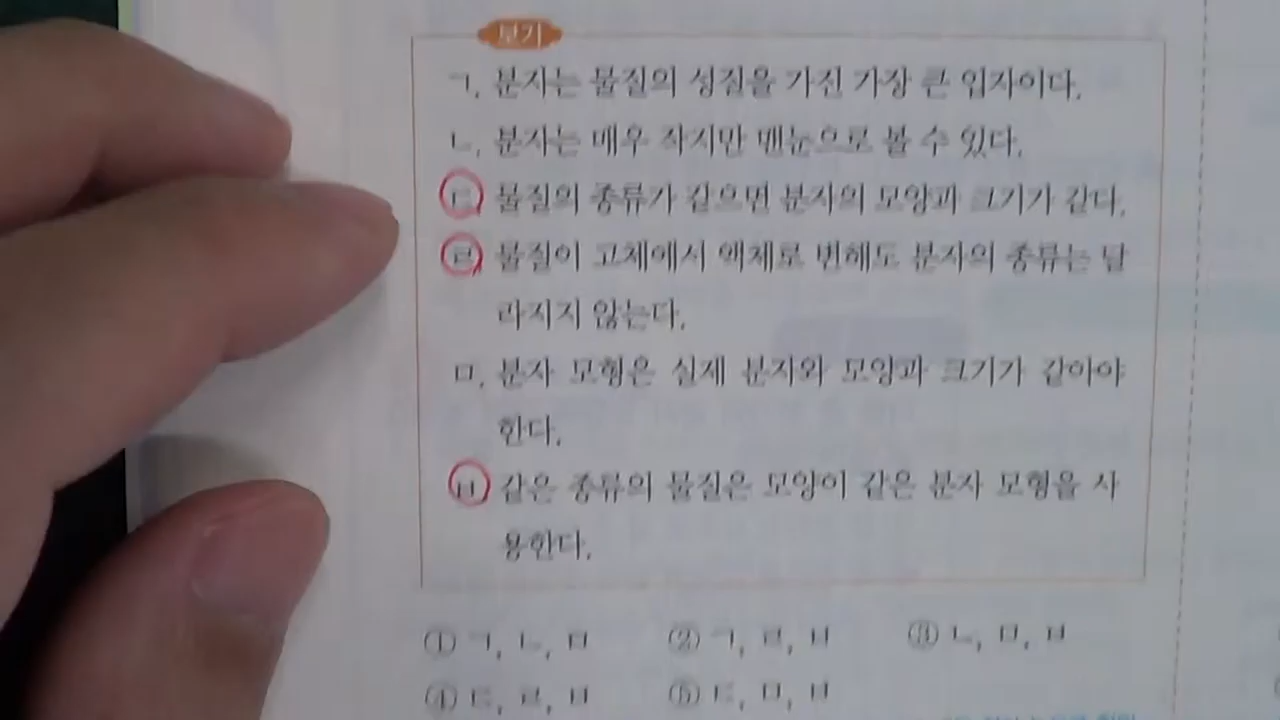 보기
ㄱ. 분자는 물질의 성질을 가진 가장 큰 입자이다.
ㄴ. 분자는 매우 작지만 맨눈으로 볼 수 있다.
ㄷ. 물질의 종류가 같으면 분자의 모양과 크기가 같다.
ㄹ. 물질이 고체에서 액체로 변해도 분자의 종류는 달
라지지 않는다.
ㅁ. 분자 모형은 실제 분자와 모양과 크기가 같아야
한다.
ㅂ. 같은 종류의 물질은 모양이 같은 분자 모형을 사
용한다.
① ㄱ, ㄴ, ㅁ ② ㄱ, ㄹ, ㅂ ③ ㄴ, ㅁ, ㅂ
④ ㄷ, ㄹ, ㅂ ⑤ ㄷ, ㅁ, ㅂ